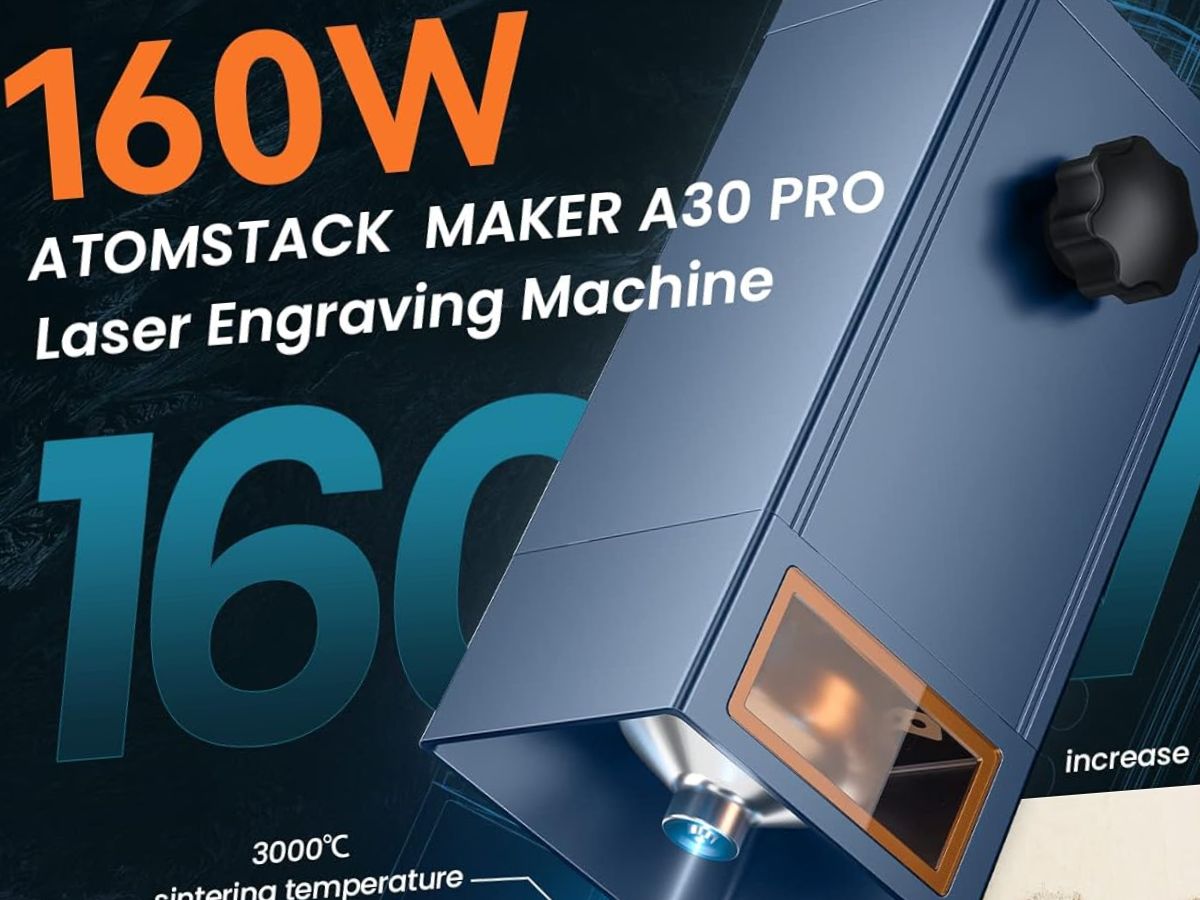 160W
ATOMSTACK MAKER A30 PRO
Laser Engraving Machine
160
increase
3000℃
sintering temperature